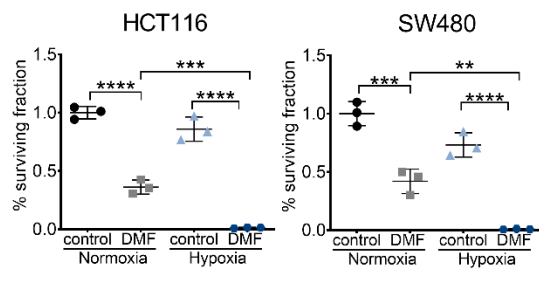 HCT116
% surviving fraction
1.5
1.0
0.5
0.0
****
***
****
control DMF control DMF
Normoxia Hypoxia
SW480
% surviving fraction
1.5
1.0
0.5
0.0
***
**
****
control DMF control DMF
Normoxia Hypoxia